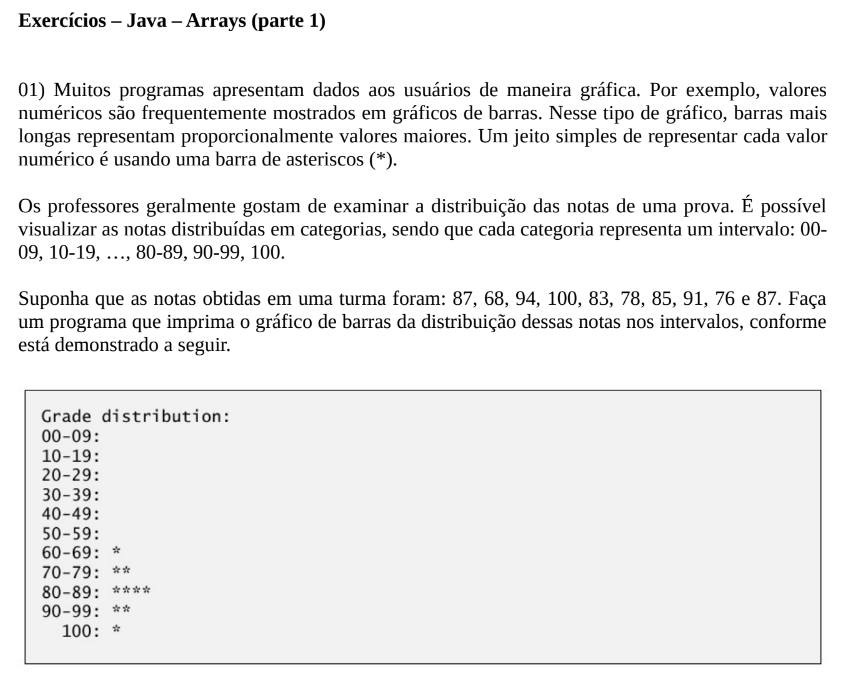 Exercícios – Java – Arrays (parte 1)
01) Muitos programas apresentam dados aos usuários de maneira gráfica. Por exemplo, valores
numéricos são frequentemente mostrados em gráficos de barras. Nesse tipo de gráfico, barras mais
longas representam proporcionalmente valores maiores. Um jeito simples de representar cada valor
numérico é usando uma barra de asteriscos (*).
Os professores geralmente gostam de examinar a distribuição das notas de uma prova. É possível
visualizar as notas distribuídas em categorias, sendo que cada categoria representa um intervalo: 00-
09, 10-19, …, 80-89, 90-99, 100.
Suponha que as notas obtidas em uma turma foram: 87, 68, 94, 100, 83, 78, 85, 91, 76 e 87. Faça
um programa que imprima o gráfico de barras da distribuição dessas notas nos intervalos, conforme
está demonstrado a seguir.
Grade distribution:
00-09:
10-19:
20-29:
30-39:
40-49:
50-59:
60-69: *
70-79: **
80-89: ****
90-99: **
100: *